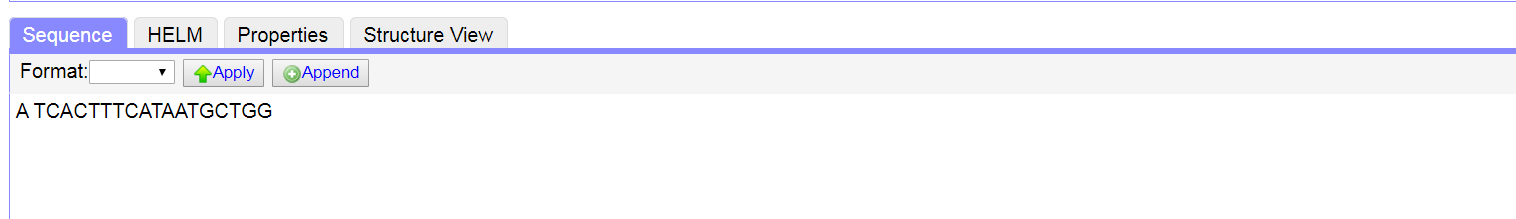 Sequence HELM Properties Structure View
Format: Apply Append
A TCACTTTCATAATGCTGG